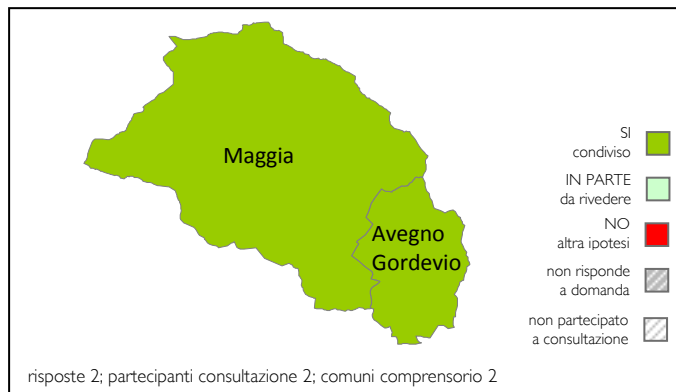 Maggia
Avegno
Gordevio
SI
condiviso
IN PARTE
da rivedere
NO
altra ipotesi
non risponde
a domanda
non partecipato
a consultazione
risposte 2; partecipanti consultazione 2; comuni comprensorio 2